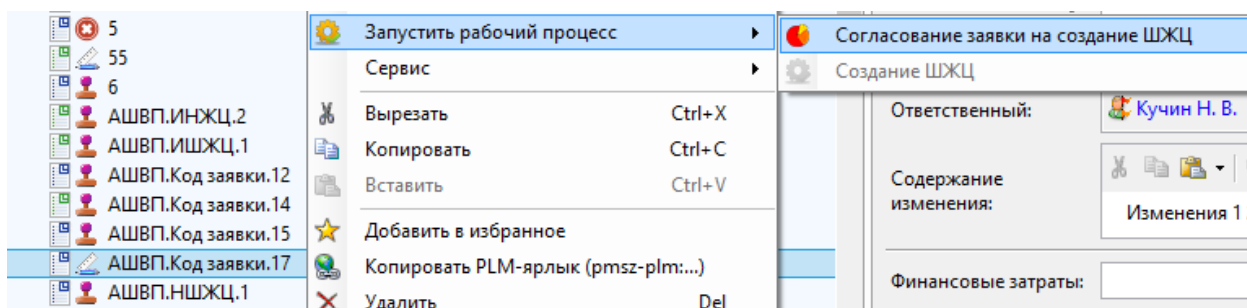 5
55
6
АШВП.ИНЖЦ.2
АШВП.ИШЖЦ.1
АШВП.Код заявки.12
АШВП.Код заявки.14
АШВП.Код заявки.15
АШВП.Код заявки.17
АШВП.НШЖЦ.1
Запустить рабочий процесс
Сервис
Вырезать Ctrl+X
Копировать Ctrl+C
Вставить Ctrl+V
Добавить в избранное
Копировать PLM-ярлык (pmsz-plm:...)
Удалить Del
Согласование заявки на создание ШЖЦ
Создание ШЖЦ
Ответственный: Кучин Н. В.
Содержание
изменения:
Изменения 1
Финансовые затраты: